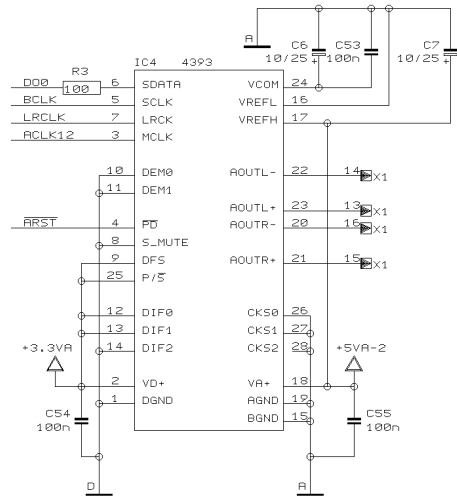 A
C6
C53
C7
10/25
+
100n
10/25
+
IC4 4393
R3
DO0 100 6 SDATA VCOM 24
BCLK 5 SCLK VREFL 16
LRCLK 7 LRCK VREFH 17
ACLK12 3 MCLK
10 DEM0 AOUTL- 22 14 X1
11 DEM1
AOUTL+ 23 13 X1
ARST 4 PD AOUTR- 20 16 X1
8 S_MUTE
9 DFS AOUTR+ 21 15 X1
25 P/S
12 DIF0 CKS0 26
13 DIF1 CKS1 27
14 DIF2 CKS2 28
+3.3VA +5VA-2
2 VD+ VA+ 18
1 DGND AGND 19
BGND 15
C54
100n
C55
100n
D
A